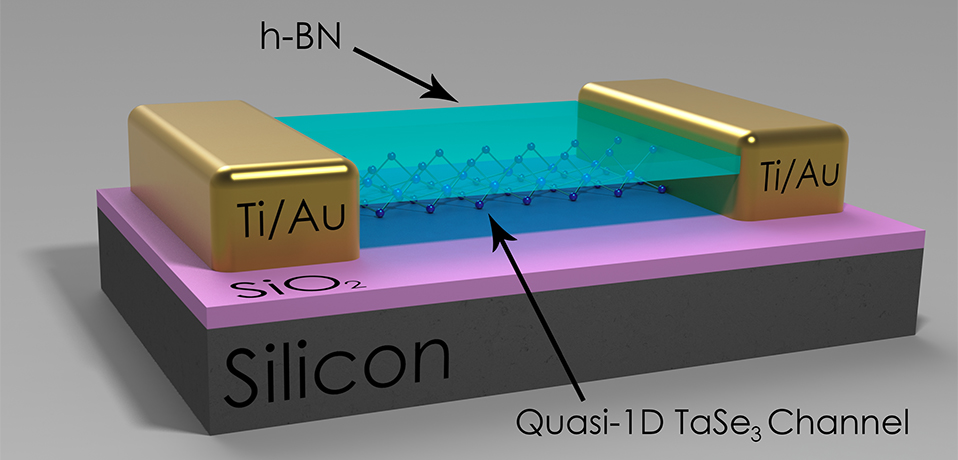 h-BN
Ti/Au
Ti/Au
SiO₂
Silicon
Quasi-1D TaSe₃ Channel